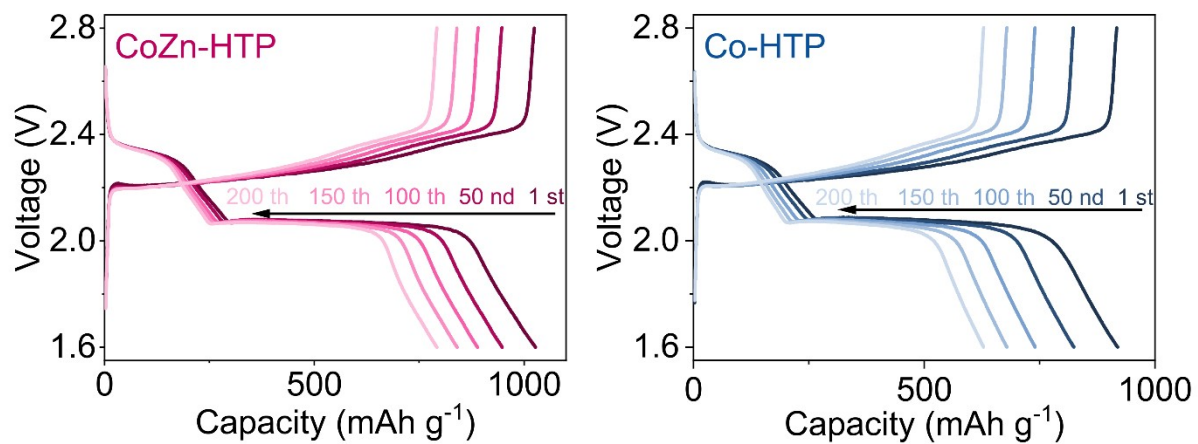 CoZn-HTP
Voltage (V)
2.8
2.4
2.0
1.6
200 th 150 th 100 th 50 nd 1 st
0 500 1000
Capacity (mAh g⁻¹)
Co-HTP
Voltage (V)
2.8
2.4
2.0
1.6
200 th 150 th 100 th 50 nd 1 st
0 500 1000
Capacity (mAh g⁻¹)